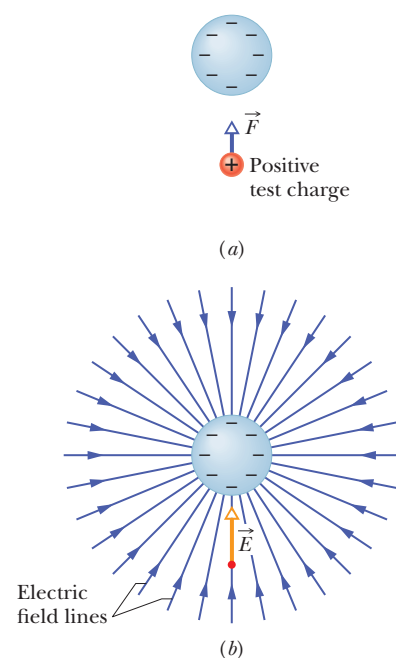 F
+ Positive
test charge
(a)
E
Electric
field lines
(b)